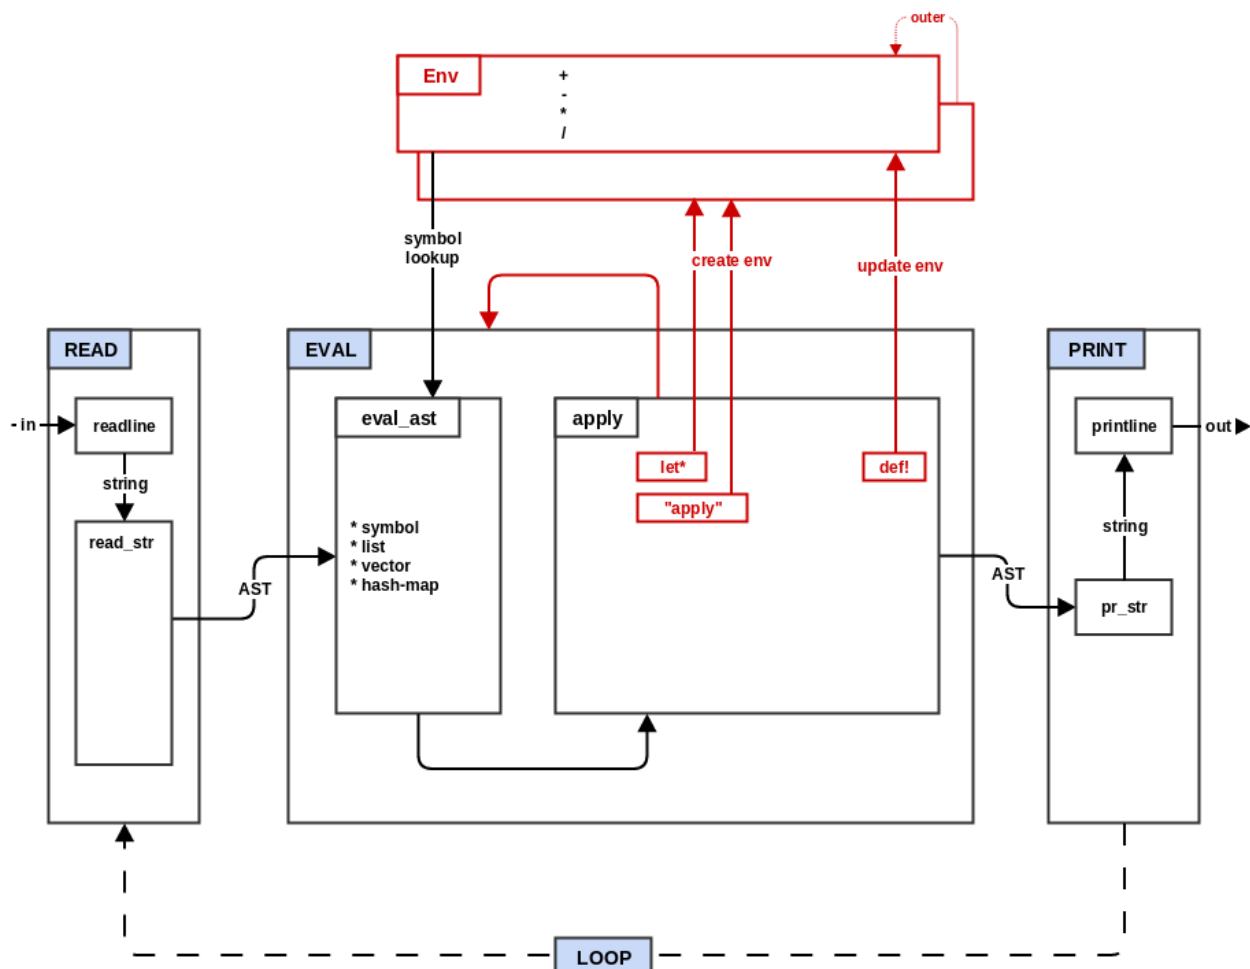 outer
Env
+
-
*
/
symbol
lookup
create env
update env
READ
EVAL
PRINT
- in
readline
eval_ast
apply
printline
out
let*
def!
string
"apply"
read_str
* symbol
* list
* vector
* hash-map
string
AST
AST
pr_str
LOOP